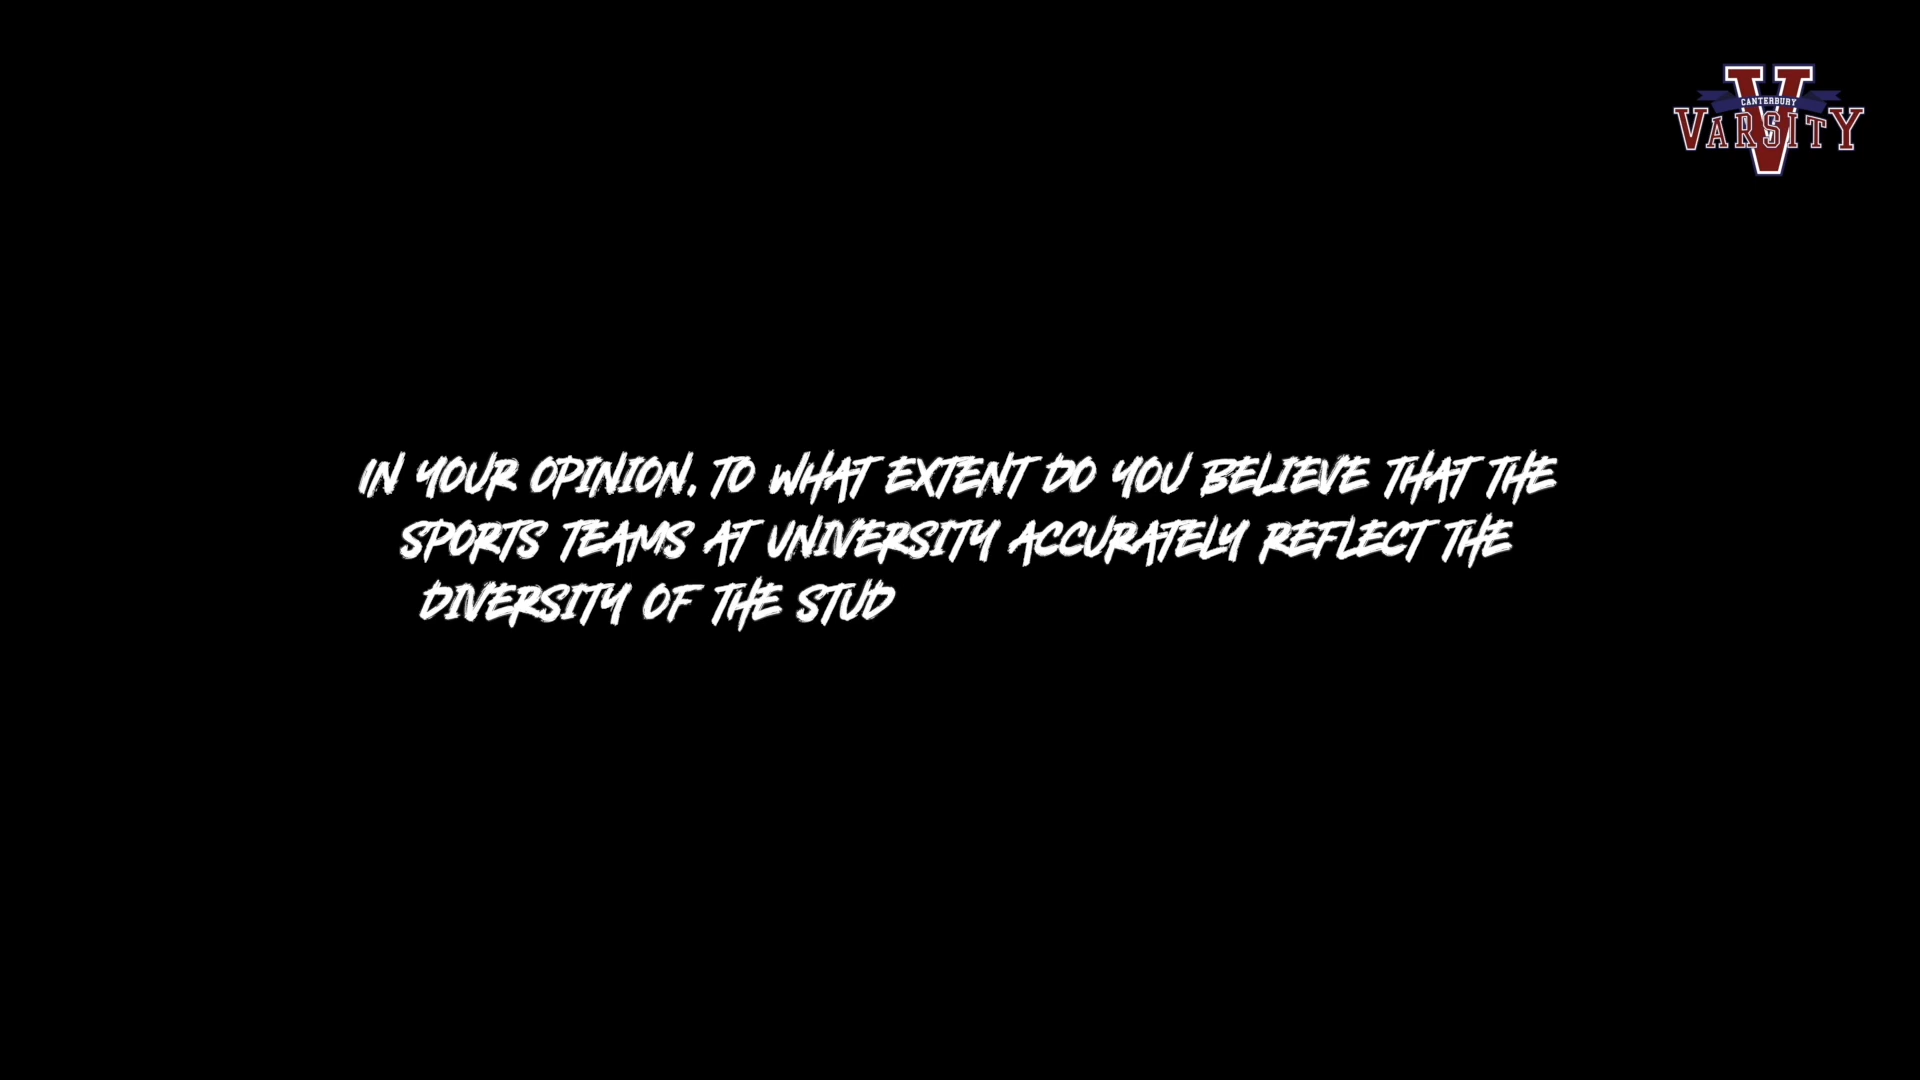 CANTERBURY
VARSITY
IN YOUR OPINION, TO WHAT EXTENT DO YOU BELIEVE THAT THE
SPORTS TEAMS AT UNIVERSITY ACCURATELY REFLECT THE
DIVERSITY OF THE STUD